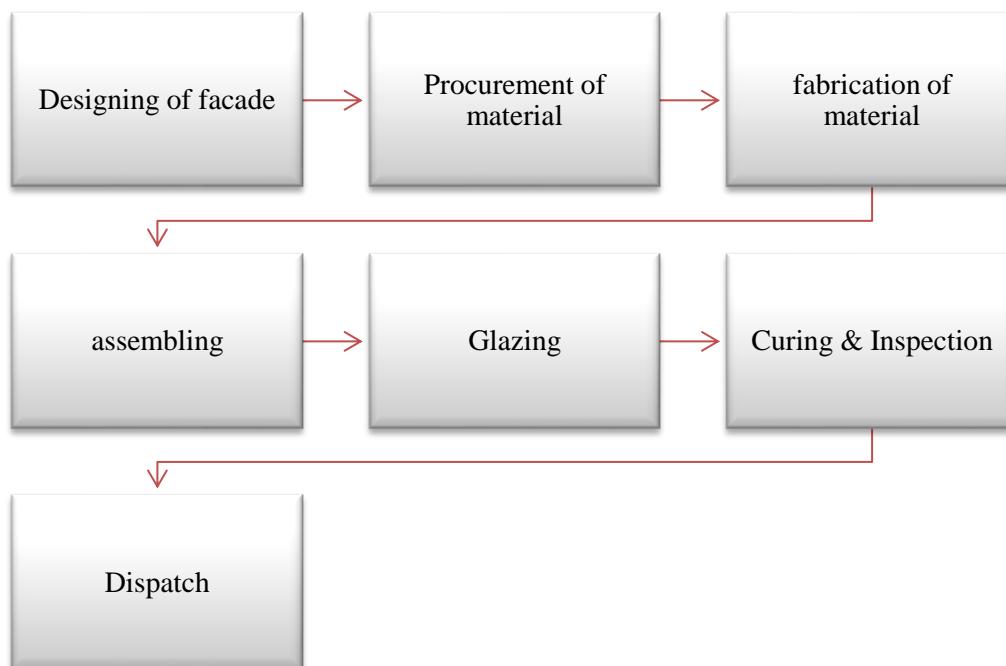 Designing of facade
Procurement of
material
fabrication of
material
assembling
Glazing
Curing & Inspection
Dispatch